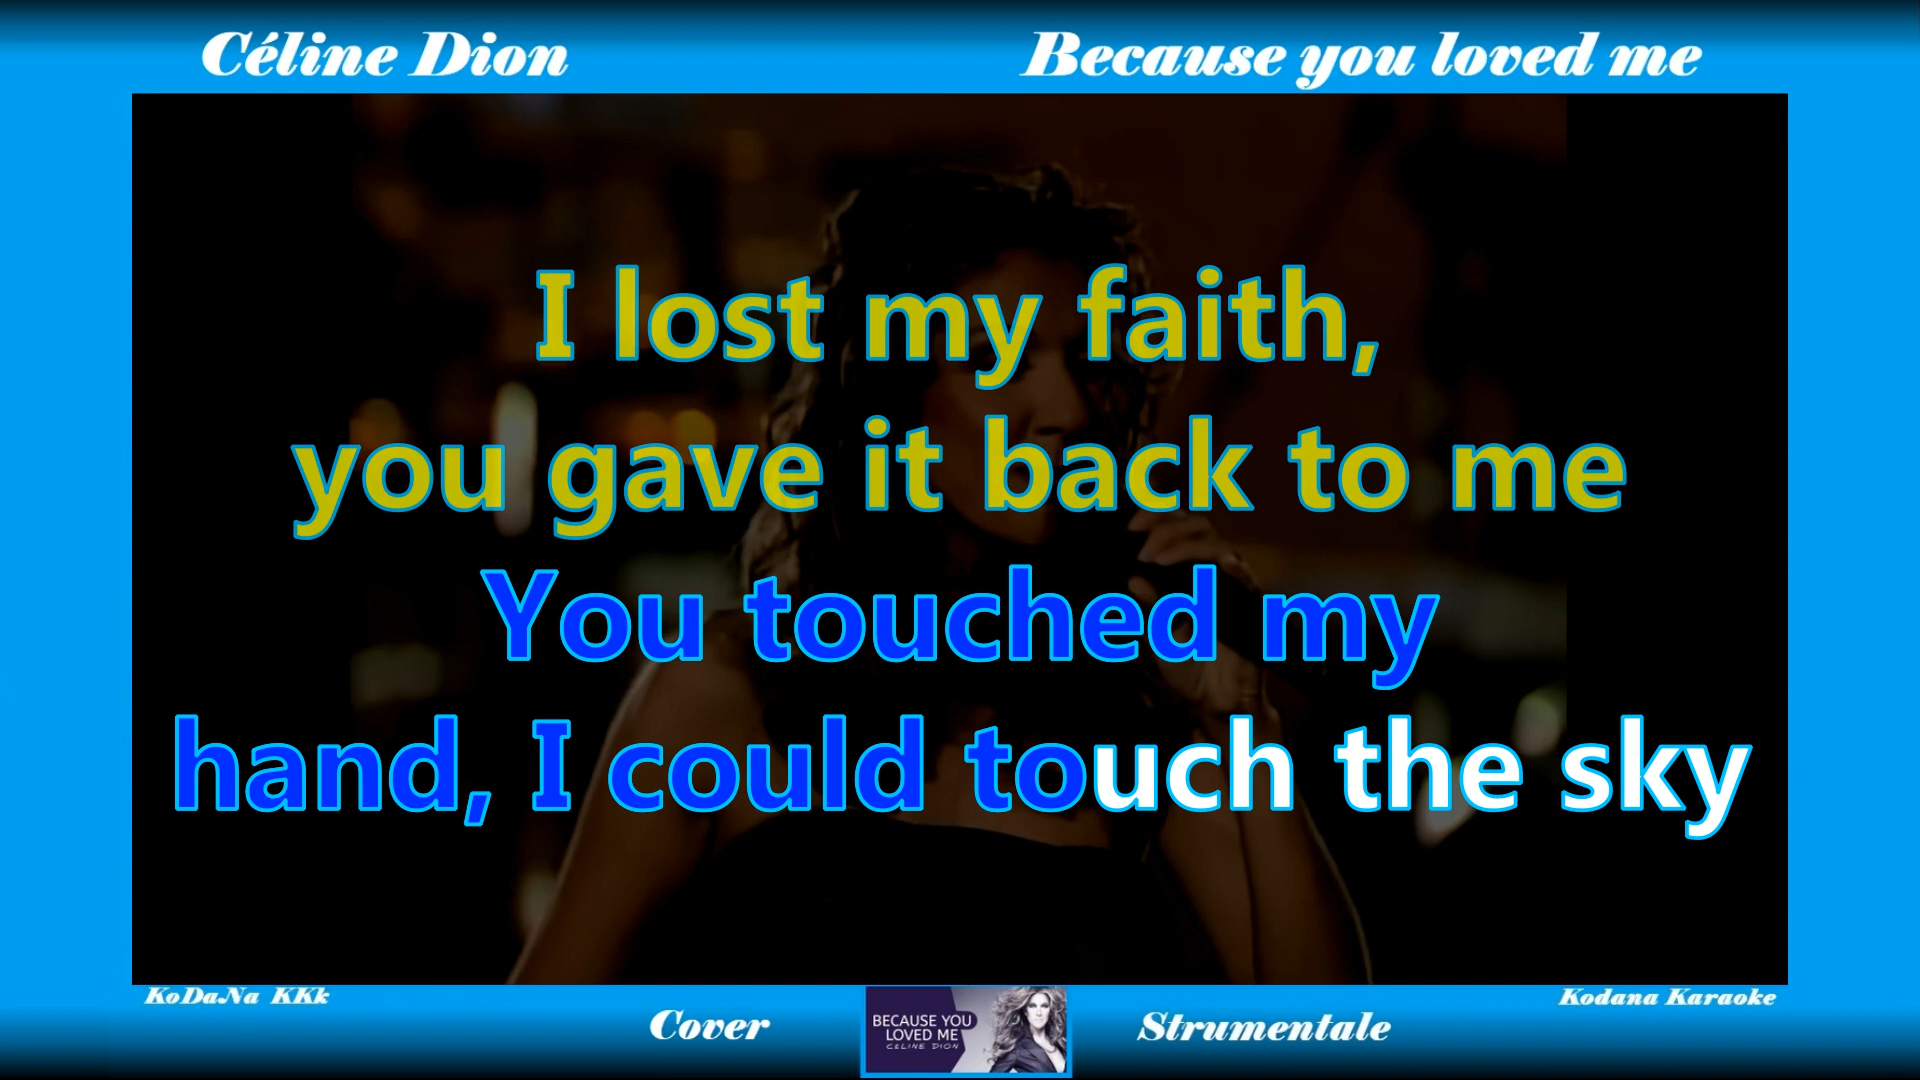 Céline Dion
Because you loved me
I lost my faith,
you gave it back to me
You touched my
hand, I could touch the sky
KoDaNa KKk
Kodana Karaoke
Cover
BECAUSE YOU
LOVED ME
CELINE DION
Strumentale